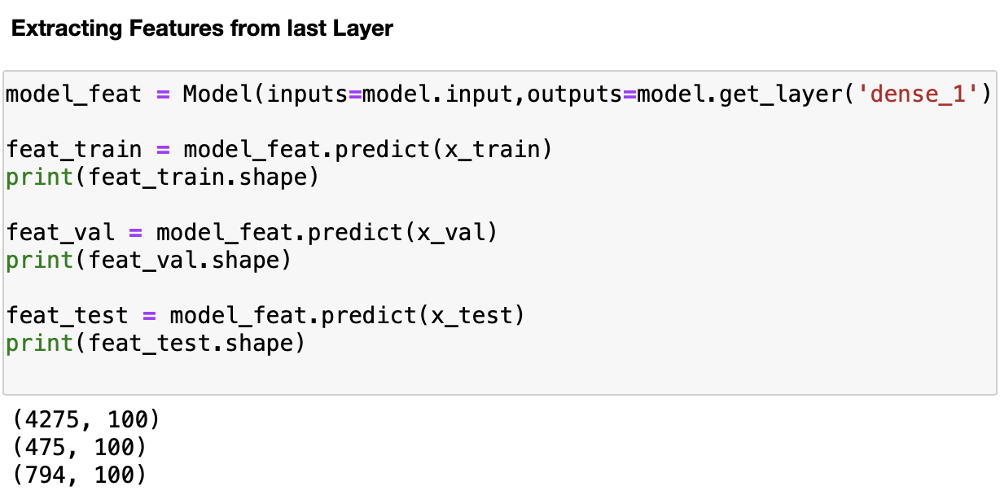 Extracting Features from last Layer
model_feat = Model(inputs=model.input,outputs=model.get_layer('dense_1')
feat_train = model_feat.predict(x_train)
print(feat_train.shape)
feat_val = model_feat.predict(x_val)
print(feat_val.shape)
feat_test = model_feat.predict(x_test)
print(feat_test.shape)
(4275, 100)
(475, 100)
(794, 100)